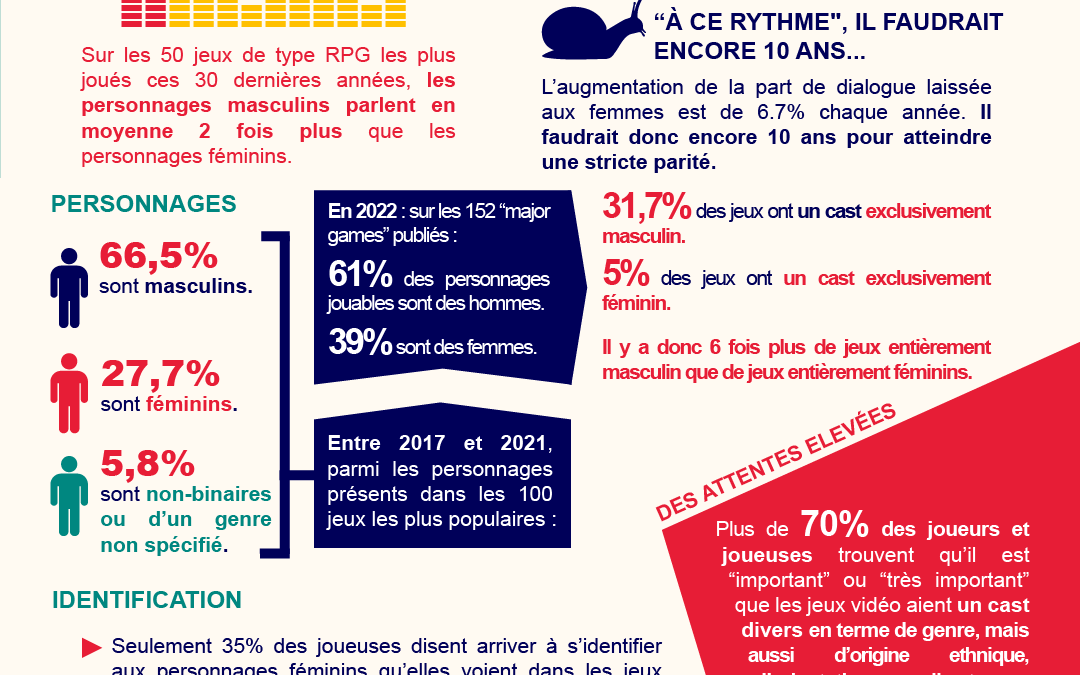 Sur les 50 jeux de type RPG les plus
joués ces 30 dernières années, les
personnages masculins parlent en
moyenne 2 fois plus que les
personnages féminins.
“À CE RYTHME", IL FAUDRAIT
ENCORE 10 ANS...
L’augmentation de la part de dialogue laissée
aux femmes est de 6.7% chaque année. Il
faudrait donc encore 10 ans pour atteindre
une stricte parité.
PERSONNAGES
66,5%
sont masculins.
27,7%
sont féminins.
5,8%
sont non-binaires
ou d’un genre
non spécifié.
En 2022 : sur les 152 “major
games” publiés :
61% des personnages
jouables sont des hommes.
39% sont des femmes.
Entre 2017 et 2021,
parmi les personnages
présents dans les 100
jeux les plus populaires :
31,7% des jeux ont un cast exclusivement
masculin.
5% des jeux ont un cast exclusivement
féminin.
Il y a donc 6 fois plus de jeux entièrement
masculin que de jeux entièrement féminins.
DES ATTENTES ELEVÉES
Plus de 70% des joueurs et
joueuses trouvent qu’il est
“important” ou “très important”
que les jeux vidéo aient un cast
divers en terme de genre, mais
aussi d’origine ethnique,
IDENTIFICATION
Seulement 35% des joueuses disent arriver à s’identifier
aux personnages féminins qu’elles voient dans les jeux